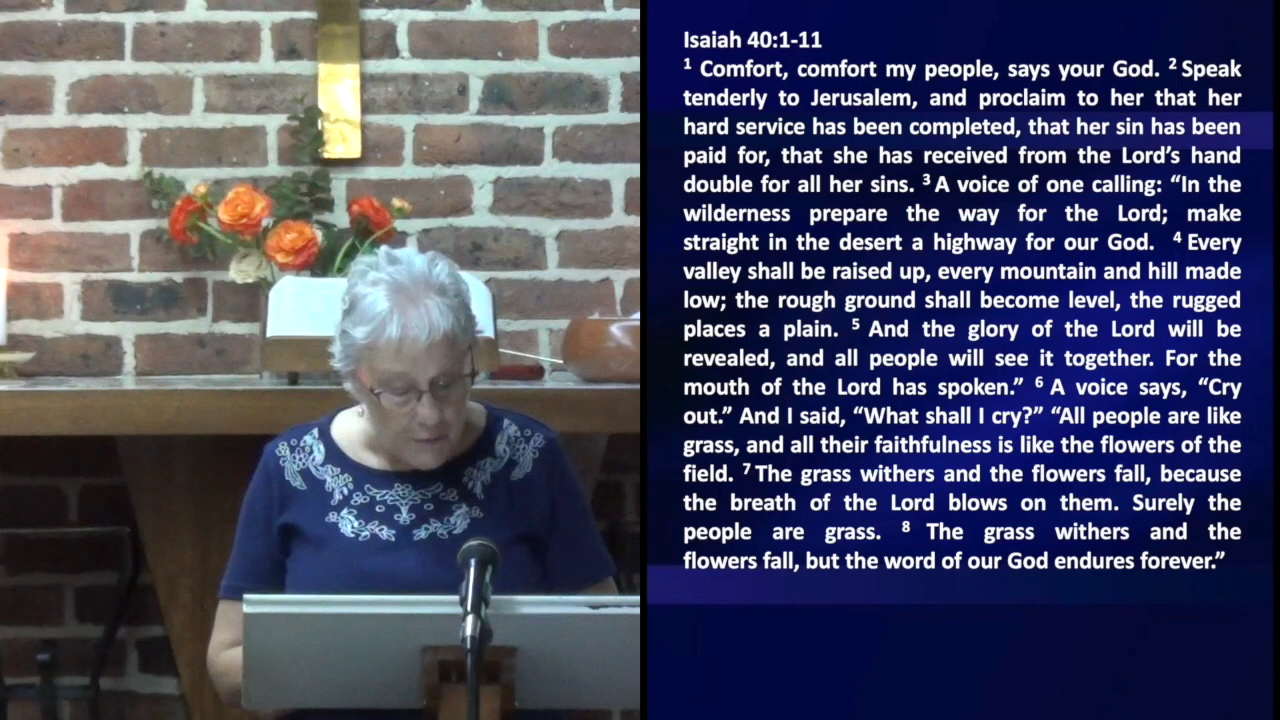 Isaiah 40:1-11
¹ Comfort, comfort my people, says your God. ² Speak
tenderly to Jerusalem, and proclaim to her that her
hard service has been completed, that her sin has been
paid for, that she has received from the Lord’s hand
double for all her sins. ³ A voice of one calling: “In the
wilderness prepare the way for the Lord; make
straight in the desert a highway for our God. ⁴ Every
valley shall be raised up, every mountain and hill made
low; the rough ground shall become level, the rugged
places a plain. ⁵ And the glory of the Lord will be
revealed, and all people will see it together. For the
mouth of the Lord has spoken.” ⁶ A voice says, “Cry
out.” And I said, “What shall I cry?” “All people are like
grass, and all their faithfulness is like the flowers of the
field. ⁷ The grass withers and the flowers fall, because
the breath of the Lord blows on them. Surely the
people are grass. ⁸ The grass withers and the
flowers fall, but the word of our God endures forever.”